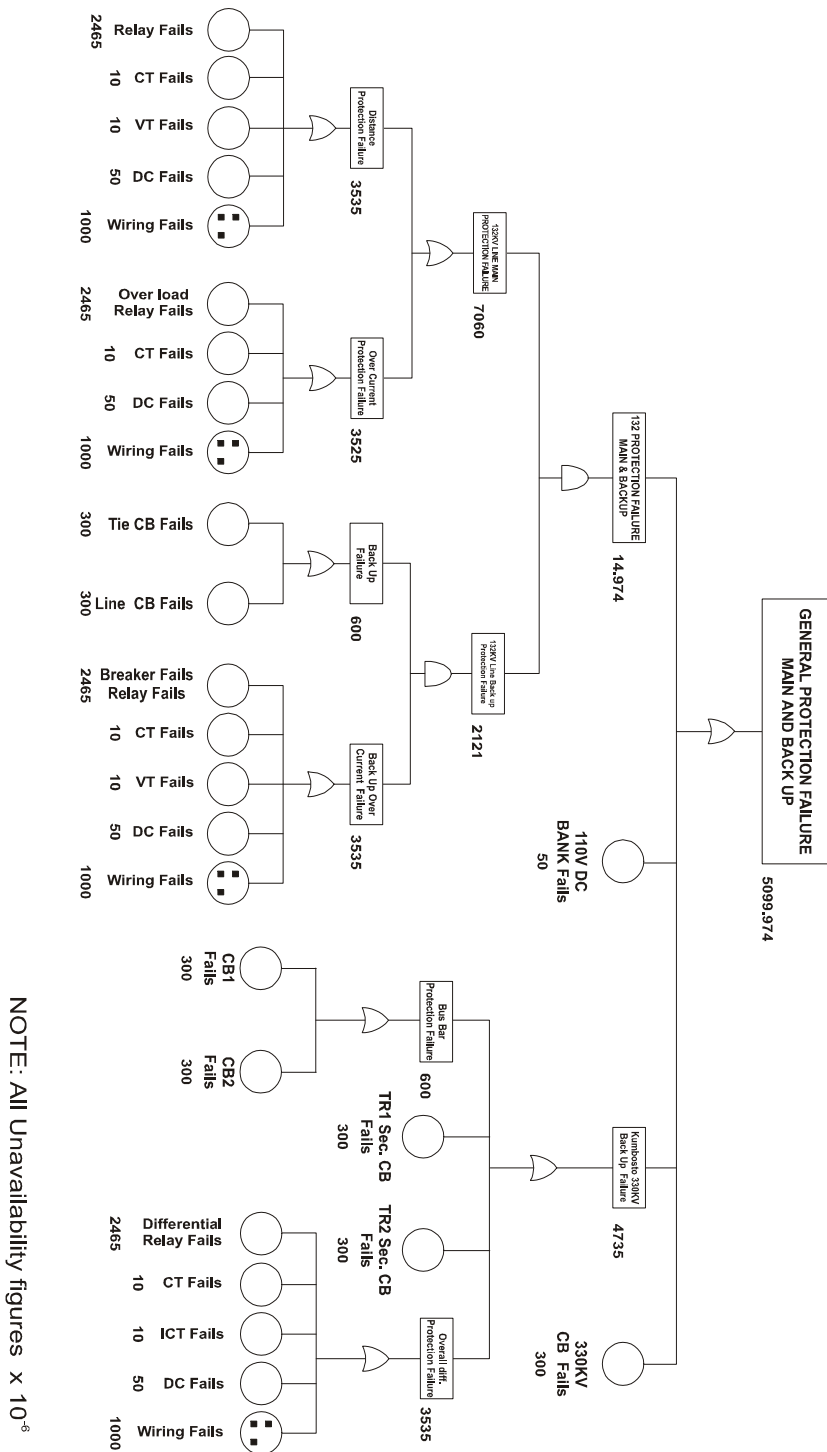 GENERAL PROTECTION FAILURE
MAIN AND BACK UP
5099.974
132 PROTECTION FAILURE
MAIN & BACKUP
14.974
110V DC
BANK Fails
50
Kumbosto 330KV
Back Up Failure
4735
330KV
CB Fails
300
132KV LINE MAIN
PROTECTION FAILURE
7060
132KV Line Back up
Protection Failure
2121
Bus Bar
Protection Failure
600
TR1 Sec. CB
Fails
300
TR2 Sec. CB
Fails
300
Overall diff.
Protection Failure
3535
Distance
Protection Failure
3535
Over Current
Protection Failure
3525
Back Up
Failure
600
Back Up Over
Current Failure
3535
Relay Fails
2465
CT Fails
10
VT Fails
10
DC Fails
50
Wiring Fails
1000
Over load
Relay Fails
2465
CT Fails
10
DC Fails
50
Wiring Fails
1000
Tie CB Fails
300
Line CB Fails
300
Breaker Fails
Relay Fails
2465
CT Fails
10
VT Fails
10
DC Fails
50
Wiring Fails
1000
CB1
Fails
300
CB2
Fails
300
Differential
Relay Fails
2465
CT Fails
10
ICT Fails
10
DC Fails
50
Wiring Fails
1000
NOTE: All Unavailability figures x 10⁻⁶